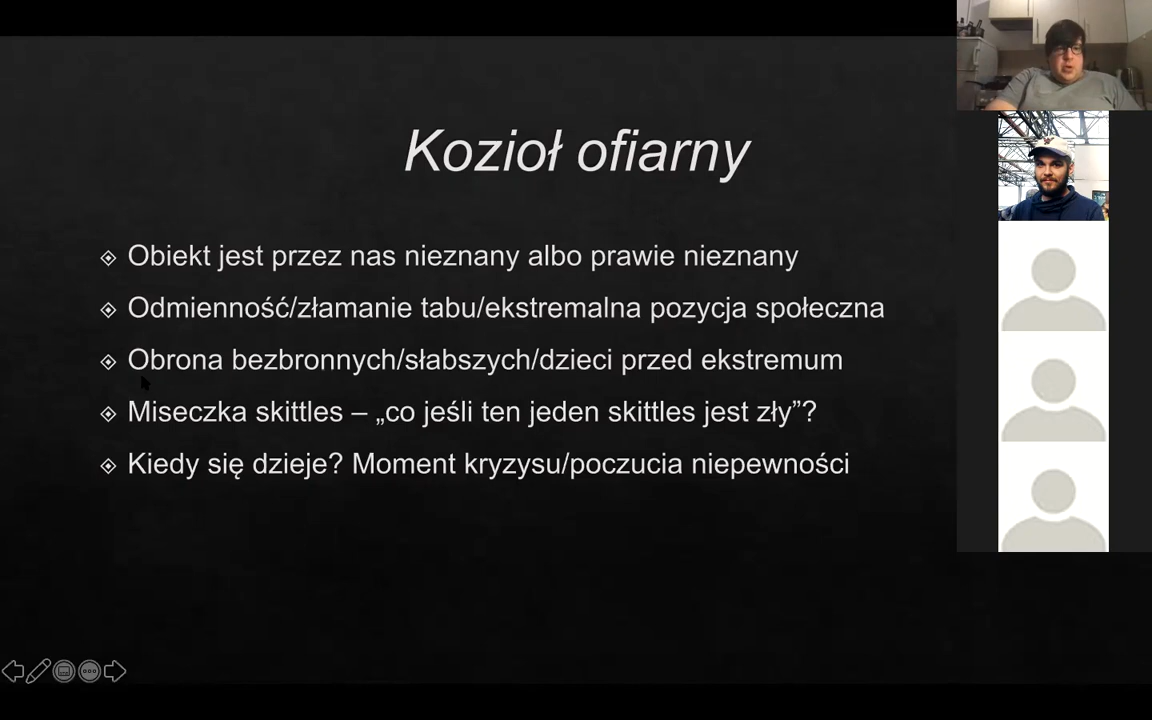 Kozioł ofiarny
Obiekt jest przez nas nieznany albo prawie nieznany
Odmienność/złamanie tabu/ekstremalna pozycja społeczna
Obrona bezbronnych/słabszych/dzieci przed ekstremum
Miseczka skittles – „co jeśli ten jeden skittles jest zły”?
Kiedy się dzieje? Moment kryzysu/poczucia niepewności